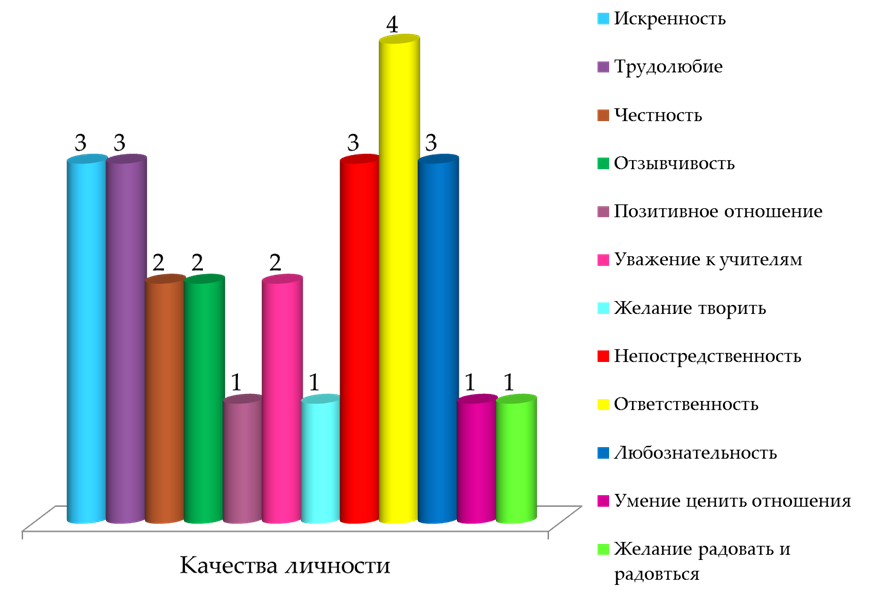 4
3
3
3
3
2
2
2
1
1
1
1
Качества личности
Искренность
Трудолюбие
Честность
Отзывчивость
Позитивное отношение
Уважение к учителям
Желание творить
Непостредственность
Ответственность
Любознательность
Умение ценить отношения
Желание радовать и
радовться